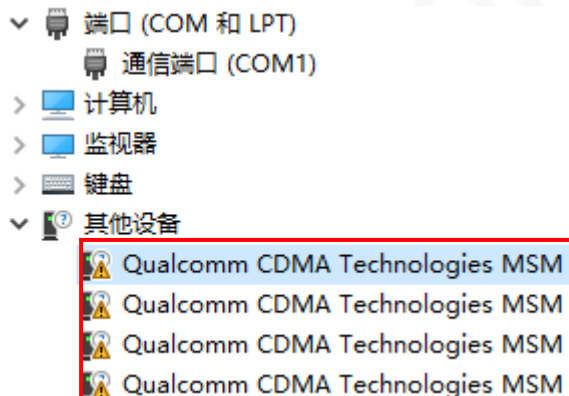 端口 (COM 和 LPT)
通信端口 (COM1)
计算机
监视器
键盘
其他设备
Qualcomm CDMA Technologies MSM
Qualcomm CDMA Technologies MSM
Qualcomm CDMA Technologies MSM
Qualcomm CDMA Technologies MSM